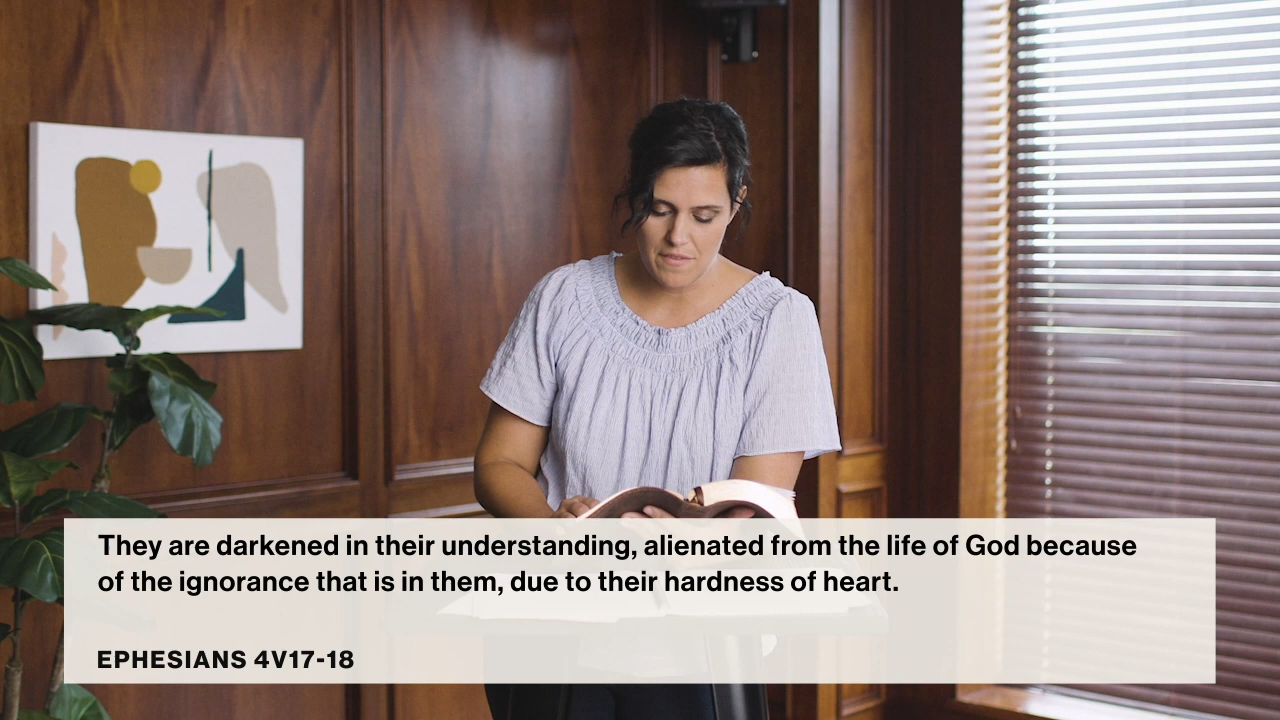 They are darkened in their understanding, alienated from the life of God because
of the ignorance that is in them, due to their hardness of heart.
EPHESIANS 4V17-18